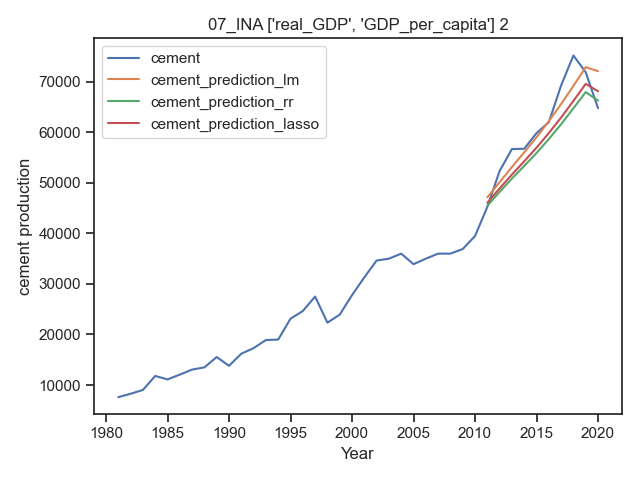 07_INA ['real_GDP', 'GDP_per_capita'] 2
cement
cement_prediction_lm
cement_prediction_rr
cement_prediction_lasso
cement production
70000
60000
50000
40000
30000
20000
10000
1980 1985 1990 1995 2000 2005 2010 2015 2020
Year